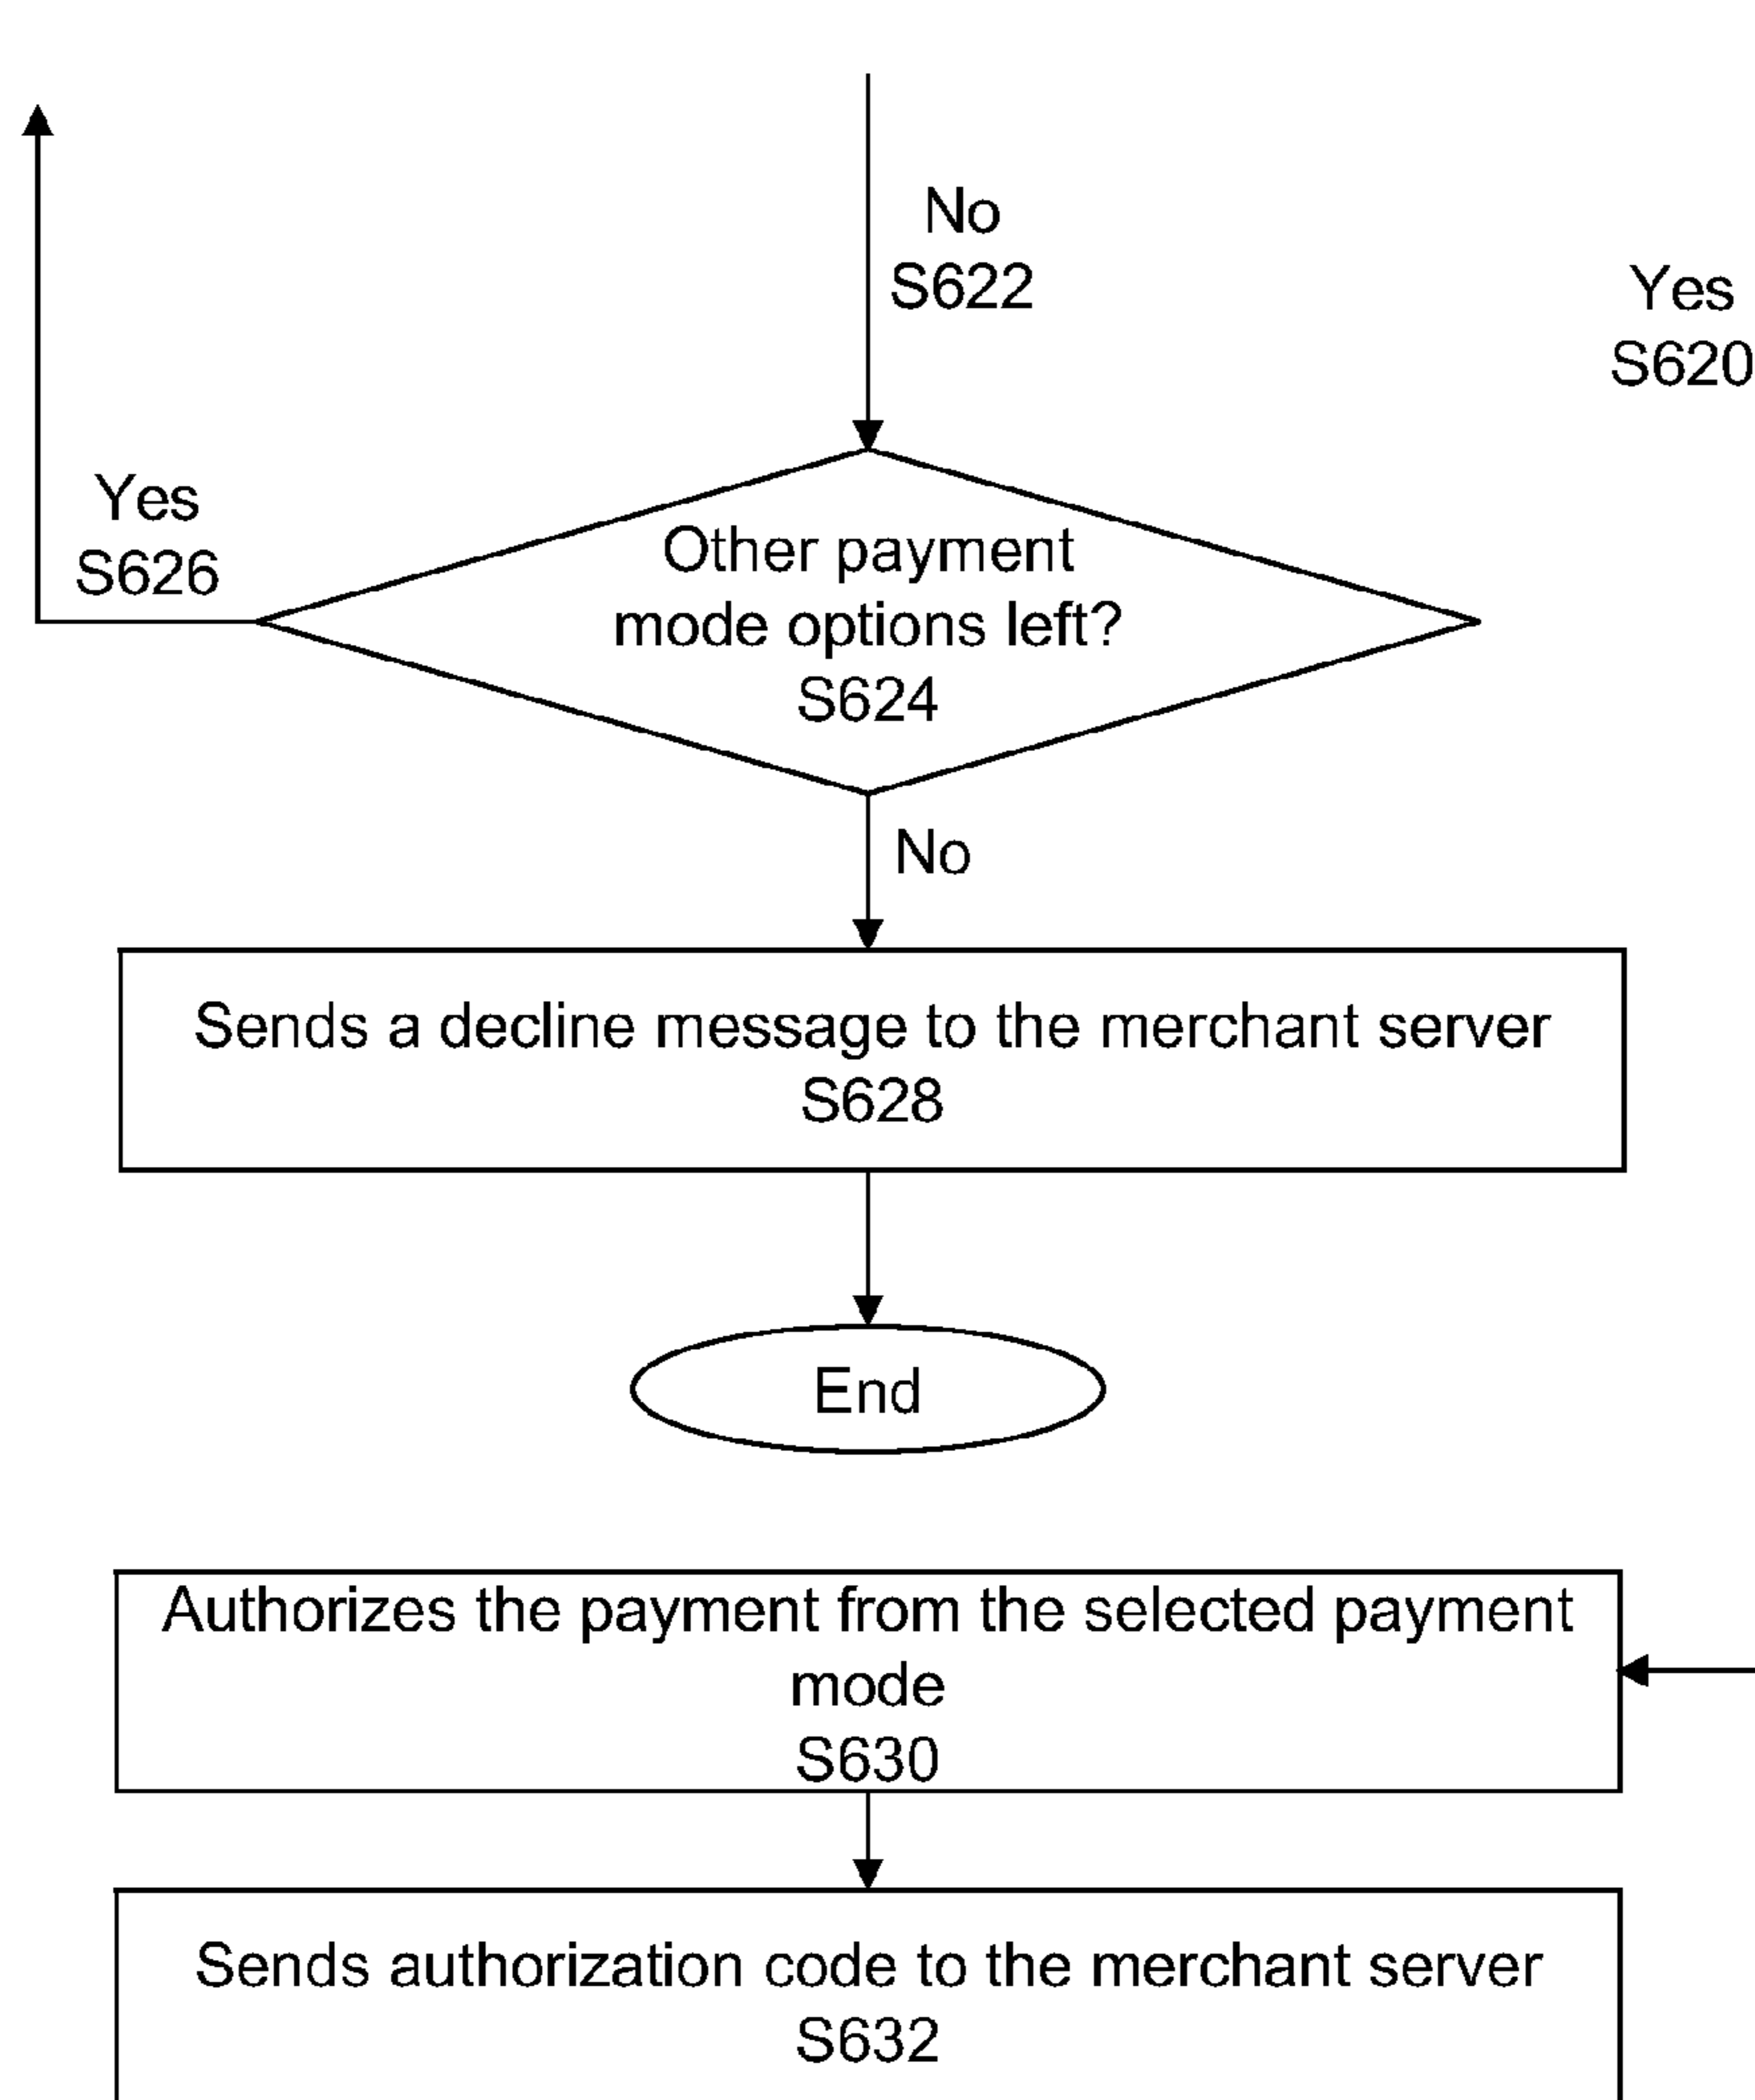 No
S622
Yes
S620
Yes
S626
Other payment
mode options left?
S624
No
Sends a decline message to the merchant server
S628
End
Authorizes the payment from the selected payment
mode
S630
Sends authorization code to the merchant server
S632